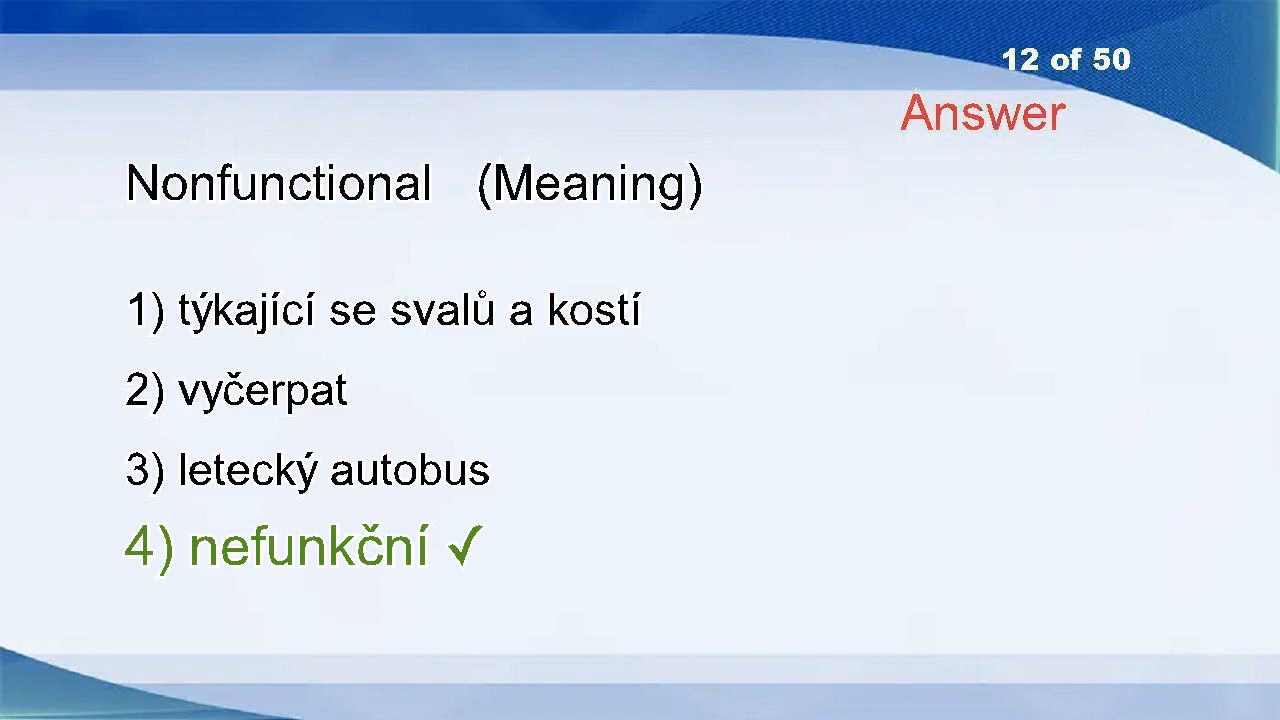 12 of 50
Answer
Nonfunctional (Meaning)
1) týkající se svalů a kostí
2) vyčerpat
3) letecký autobus
4) nefunkční ✓